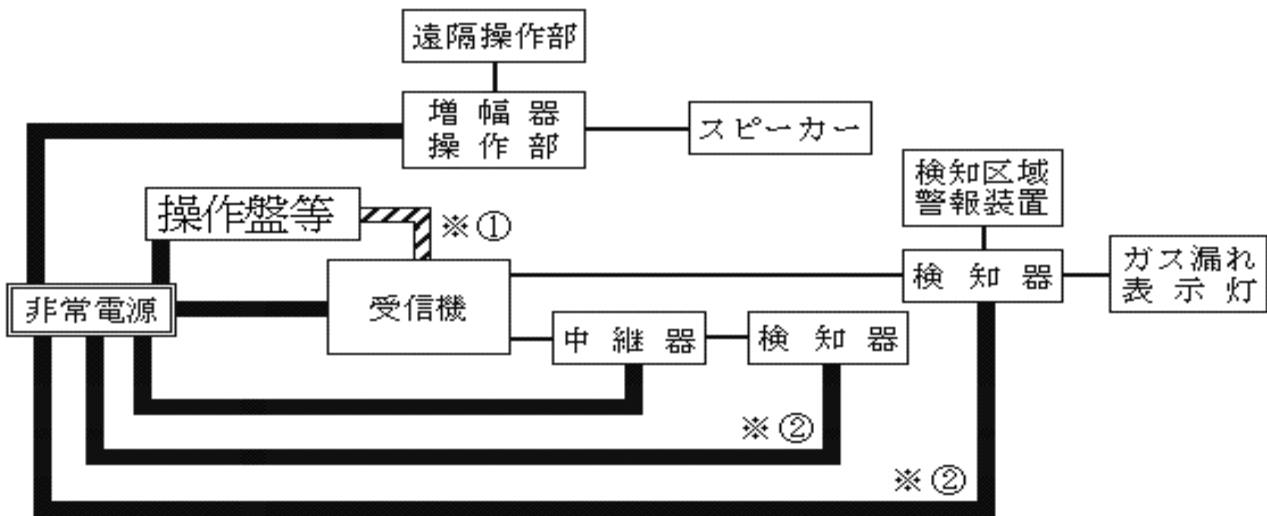 遠隔操作部
増幅器
操作部
スピーカー
検知区域
警報装置
操作盤等
※①
ガス漏れ
表示灯
検知器
非常電源
受信機
中継器
検知器
※②
※②